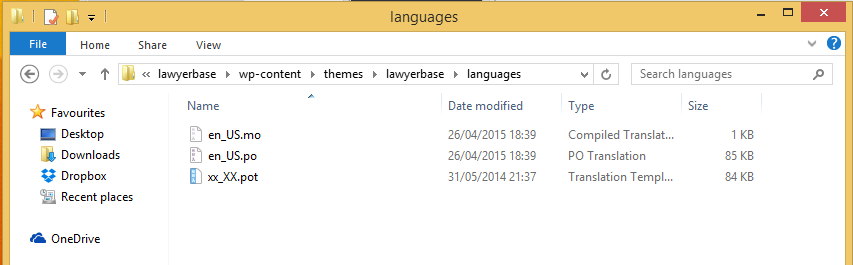 languages
File Home Share View
« lawyerbase wp-content themes lawyerbase languages Search languages
Favourites Name Date modified Type Size
Desktop en_US.mo 26/04/2015 18:39 Compiled Translat... 1 KB
Downloads en_US.po 26/04/2015 18:39 PO Translation 85 KB
Dropbox xx_XX.pot 31/05/2014 21:37 Translation Templ... 84 KB
Recent places
OneDrive